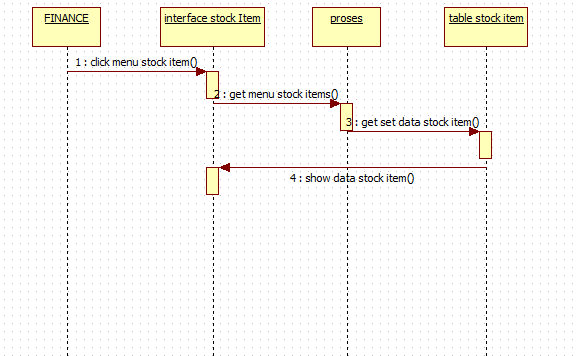 FINANCE
interface stock Item
proses
table stock item
1 : click menu stock item()
2 : get menu stock items()
3 : get set data stock item()
4 : show data stock item()